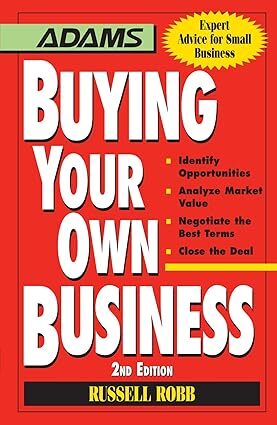 ADAMS
Expert
Advice for Small
Business
BUYING
YOUR
OWN
BUSINESS
▪ Identify
Opportunities
▪ Analyze Market
Value
▪ Negotiate the
Best Terms
▪ Close the Deal
2ND EDITION
RUSSELL ROBB